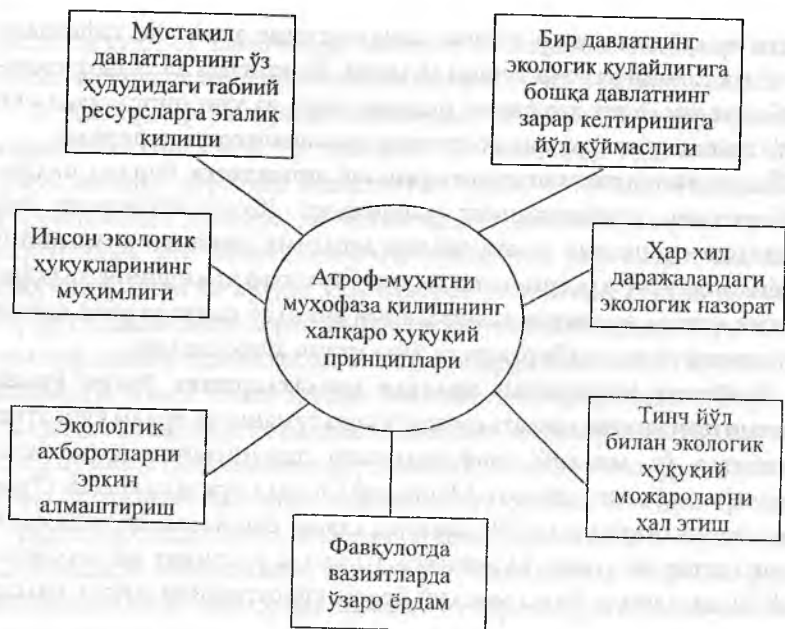 Мустақил
давлатларнинг ўз
ҳудудидаги табиий
ресурсларга эгалик
қилиши
Бир давлатнинг
экологик қулайлигига
бошқа давлатнинг
зарар келтиришига
йўл қўймаслиги
Инсон экологик
ҳуқуқларининг
муҳимлиги
Атроф-муҳитни
муҳофаза қилишнинг
халқаро ҳуқуқий
принциплари
Ҳар хил
даражалардаги
экологик назорат
Экололгик
ахборотларни
эркин
алмаштириш
Тинч йўл
билан экологик
ҳуқуқий
можароларни
ҳал этиш
Фавқулотда
вазиятларда
ўзаро ёрдам